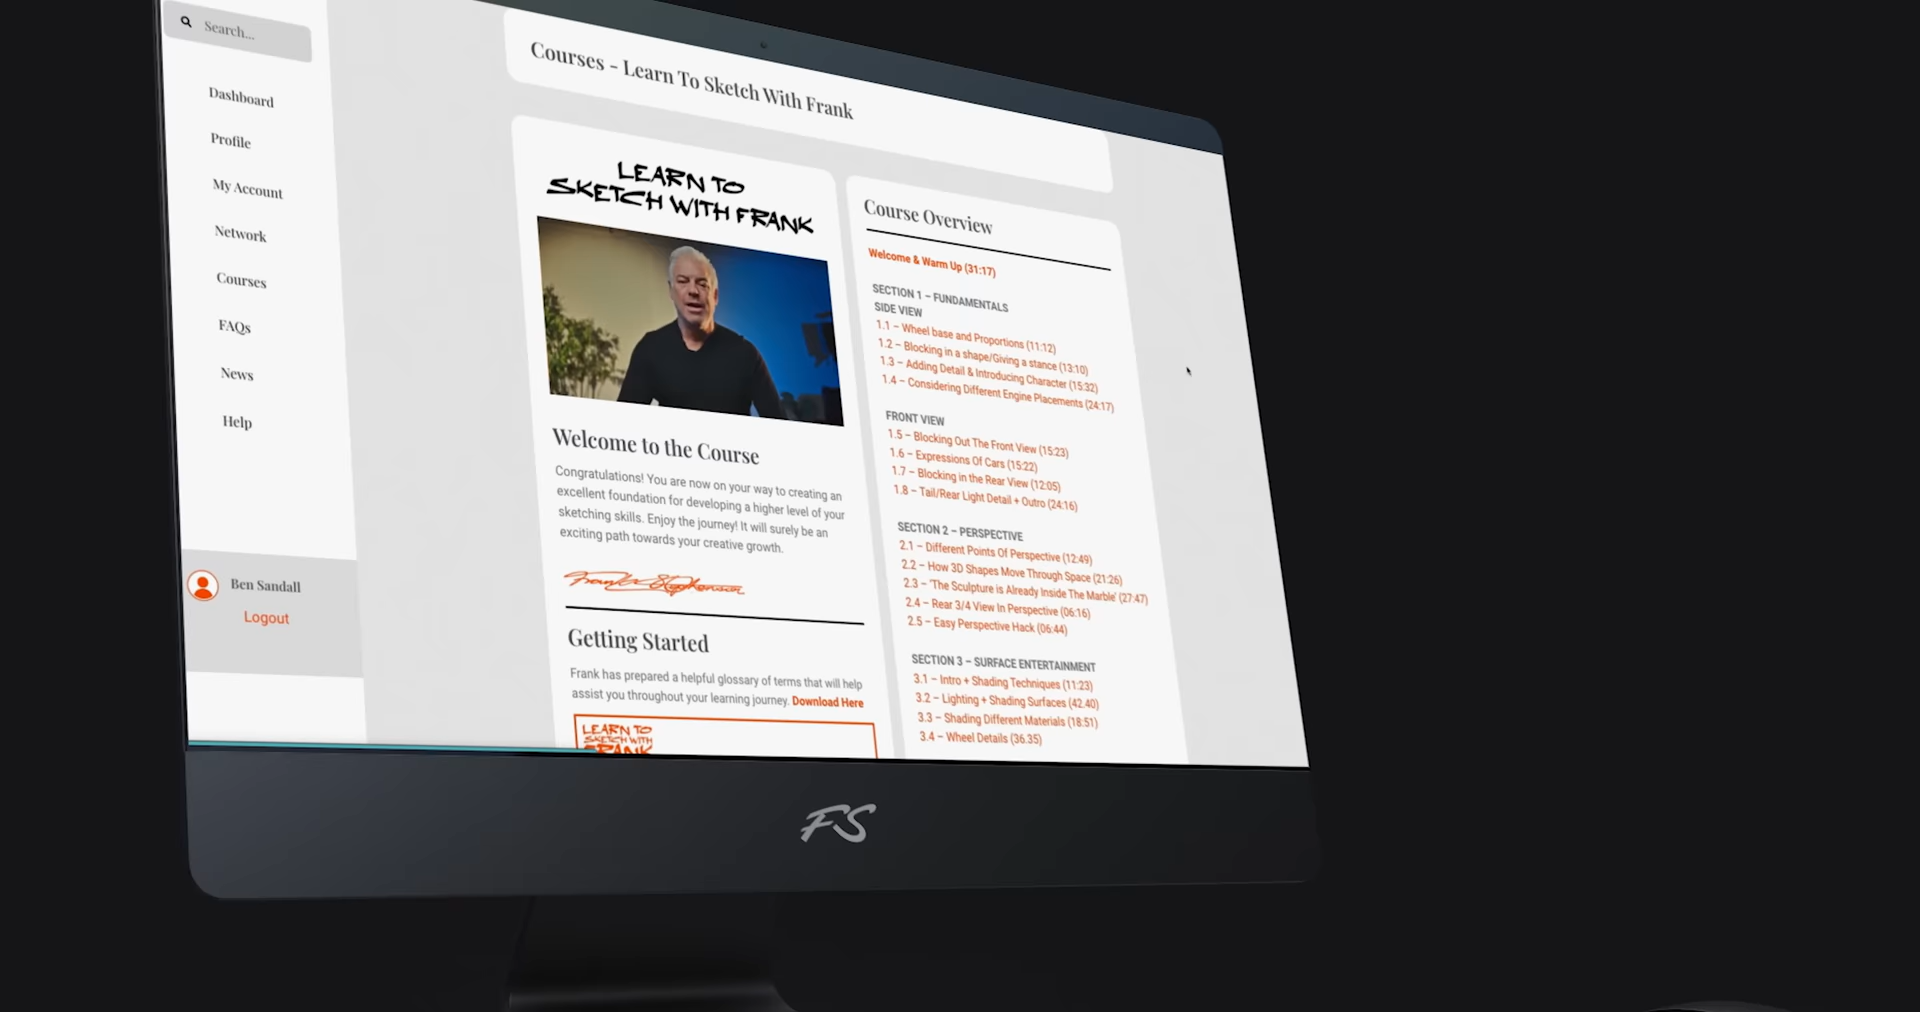 Search...
Dashboard
Profile
My Account
Network
Courses
FAQs
News
Help
Ben Sandall
Logout
Courses - Learn To Sketch With Frank
LEARN TO
SKETCH WITH FRANK
Welcome to the Course
Congratulations! You are now on your way to creating an
excellent foundation for developing a higher level of your
sketching skills. Enjoy the journey! It will surely be an
exciting path towards your creative growth.
Frank Stephenson
Getting Started
Frank has prepared a helpful glossary of terms that will help
assist you throughout your learning journey. Download Here
LEARN TO
SKETCH WITH
FRANK
Course Overview
Welcome & Warm Up (31:17)
SECTION 1 – FUNDAMENTALS
SIDE VIEW
1.1 – Wheel base and Proportions (11:12)
1.2 – Blocking in a shape/Giving a stance (13:10)
1.3 – Adding Detail & Introducing Character (15:32)
1.4 – Considering Different Engine Placements (24:17)
FRONT VIEW
1.5 – Blocking Out The Front View (15:23)
1.6 – Expressions Of Cars (15:22)
1.7 – Blocking in the Rear View (12:05)
1.8 – Tail/Rear Light Detail + Outro (24:16)
SECTION 2 – PERSPECTIVE
2.1 – Different Points Of Perspective (12:49)
2.2 – How 3D Shapes Move Through Space (21:26)
2.3 – 'The Sculpture is Already Inside The Marble' (27:47)
2.4 – Rear 3/4 View In Perspective (06:16)
2.5 – Easy Perspective Hack (06:44)
SECTION 3 – SURFACE ENTERTAINMENT
3.1 – Intro + Shading Techniques (11:23)
3.2 – Lighting + Shading Surfaces (42.40)
3.3 – Shading Different Materials (18:51)
3.4 – Wheel Details (36.35)
FS